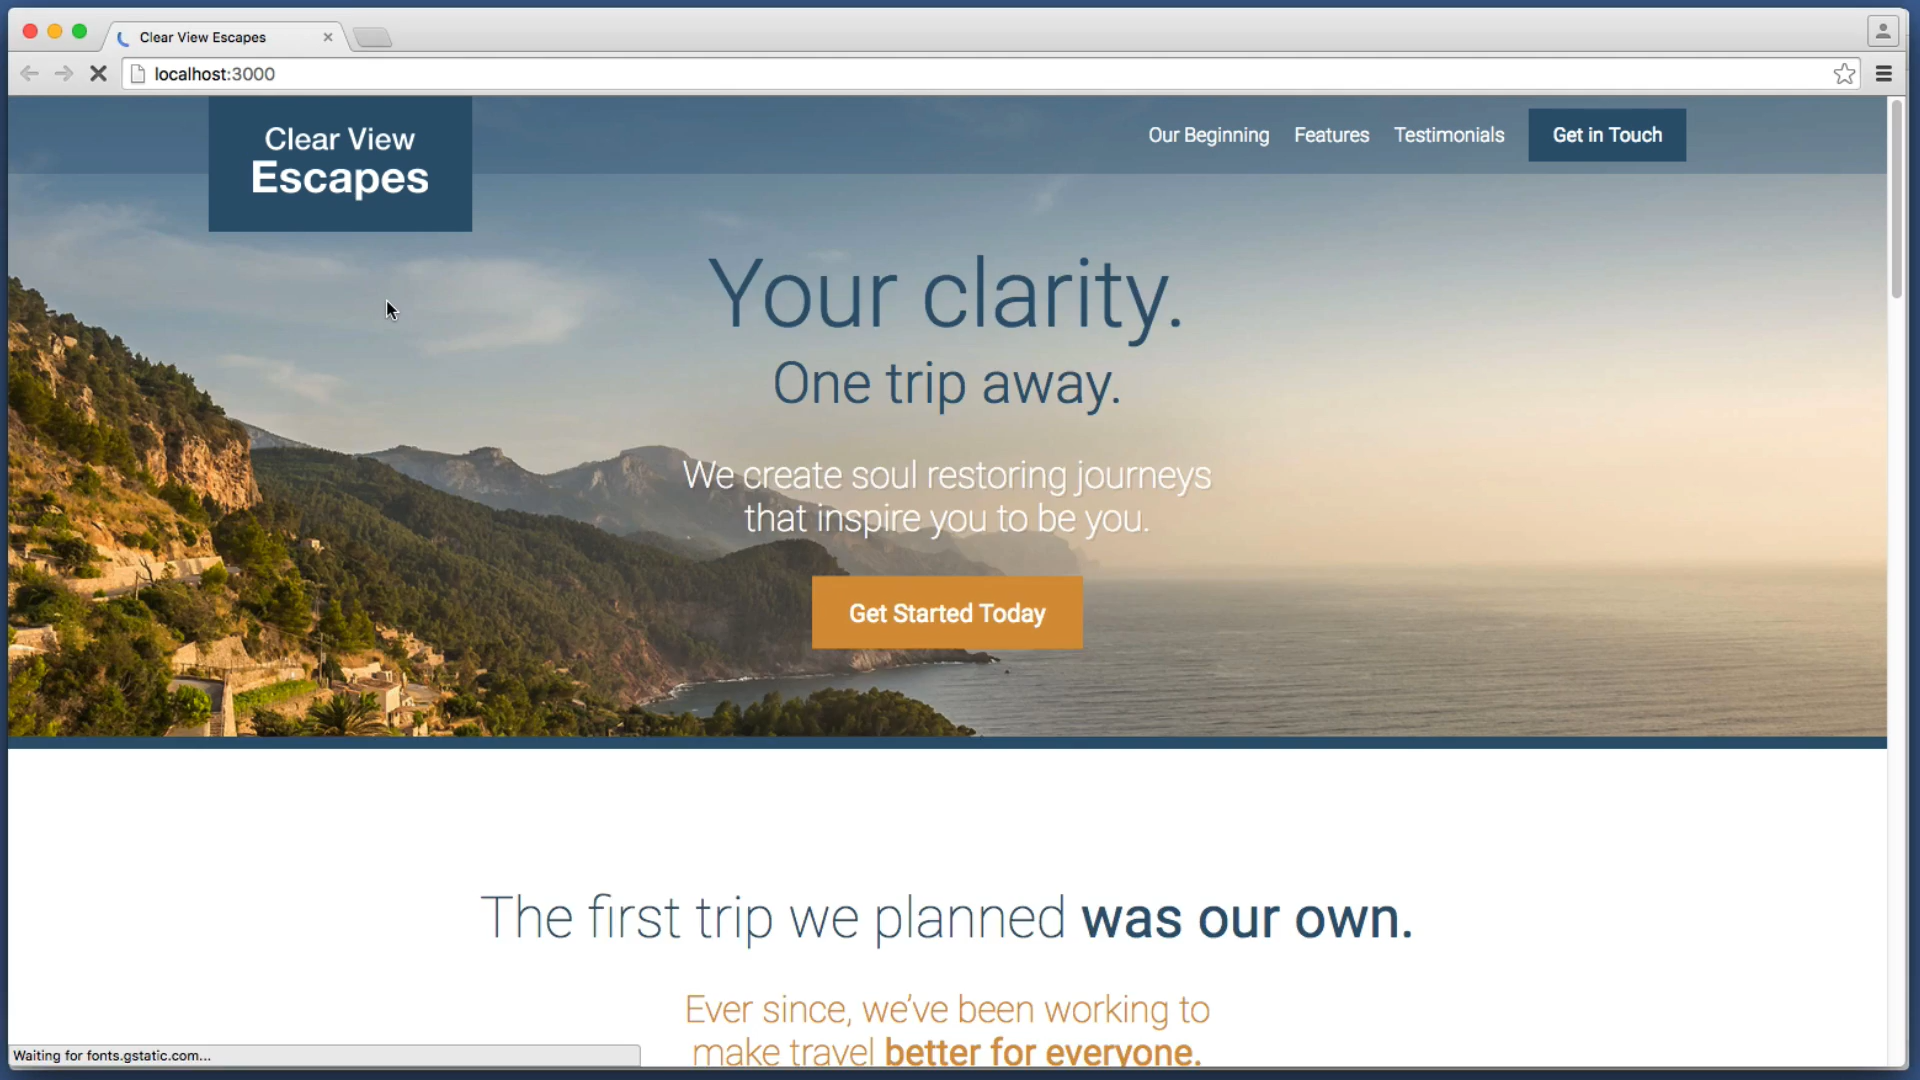 Clear View Escapes
localhost:3000
Clear View
Escapes
Our Beginning Features Testimonials Get in Touch
Your clarity.
One trip away.
We create soul restoring journeys
that inspire you to be you.
Get Started Today
The first trip we planned was our own.
Ever since, we've been working to
make travel better for everyone.
Waiting for fonts.gstatic.com...